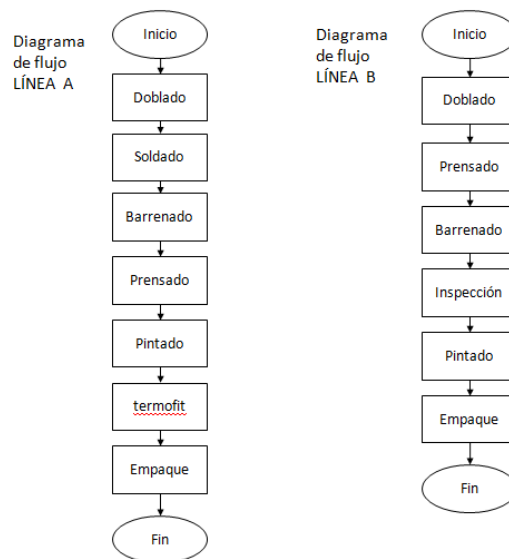 Diagrama
de flujo
LÍNEA A
Inicio
Doblado
Soldado
Barrenado
Prensado
Pintado
termofit
Empaque
Fin
Diagrama
de flujo
LÍNEA B
Inicio
Doblado
Prensado
Barrenado
Inspección
Pintado
Empaque
Fin